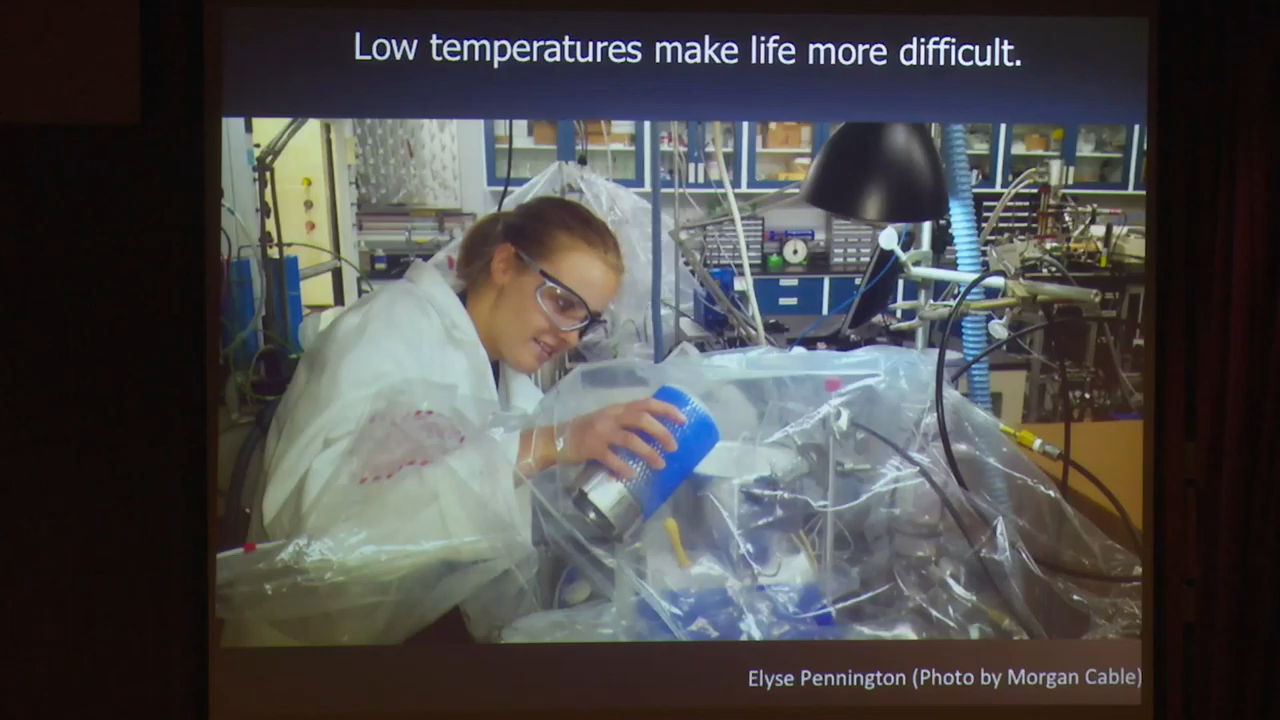 Low temperatures make life more difficult.
Elyse Pennington (Photo by Morgan Cable)